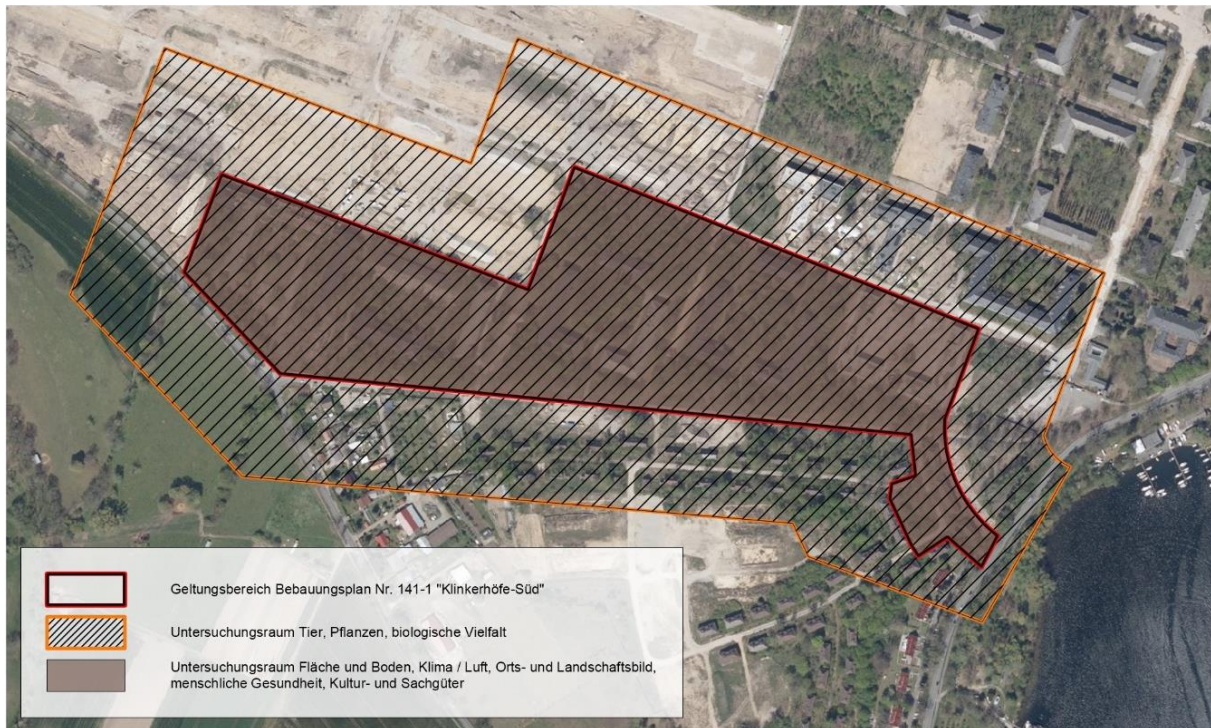 Geltungsbereich Bebauungsplan Nr. 141-1 "Klinkerhöfe-Süd"
Untersuchungsraum Tier, Pflanzen, biologische Vielfalt
Untersuchungsraum Fläche und Boden, Klima / Luft, Orts- und Landschaftsbild,
menschliche Gesundheit, Kultur- und Sachgüter